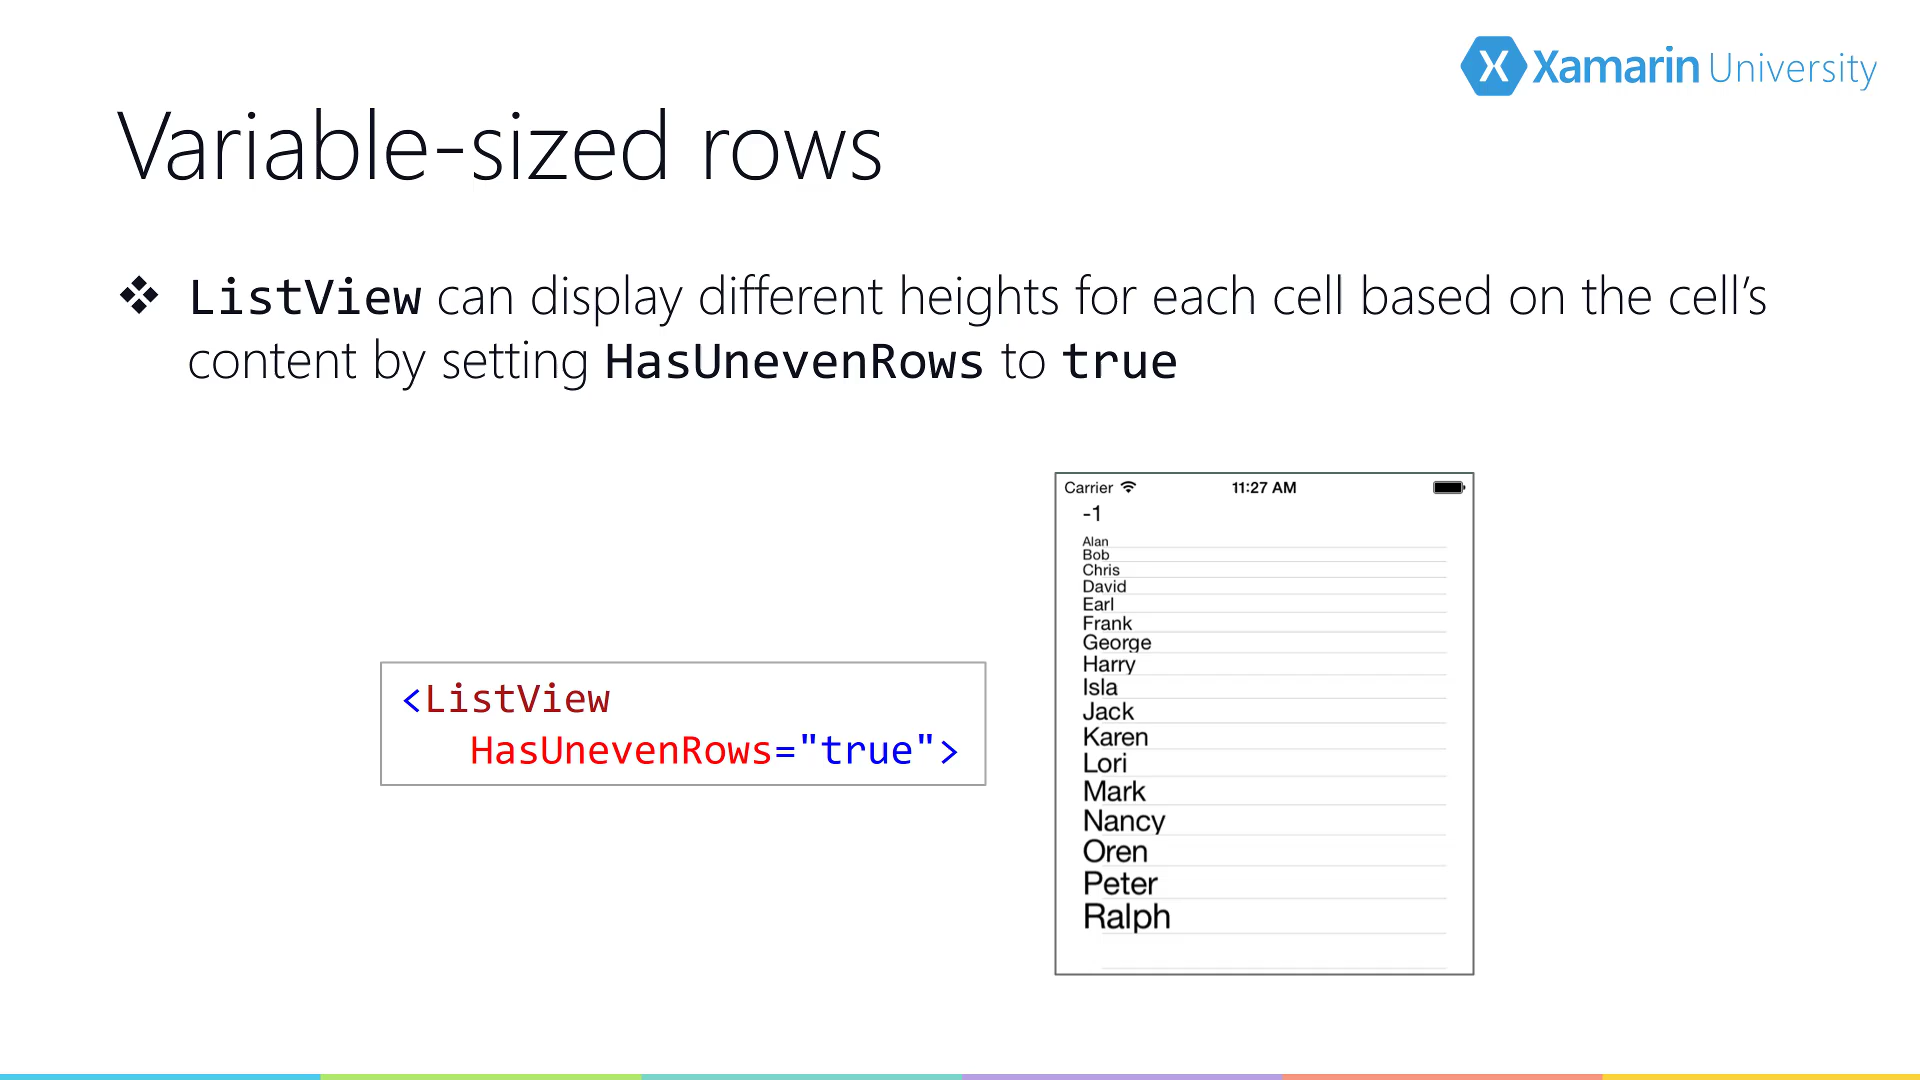 Xamarin University
Variable-sized rows
❖ ListView can display different heights for each cell based on the cell’s
content by setting HasUnevenRows to true
<ListView
HasUnevenRows="true">
Carrier 11:27 AM
-1
Alan
Bob
Chris
David
Earl
Frank
George
Harry
Isla
Jack
Karen
Lori
Mark
Nancy
Oren
Peter
Ralph